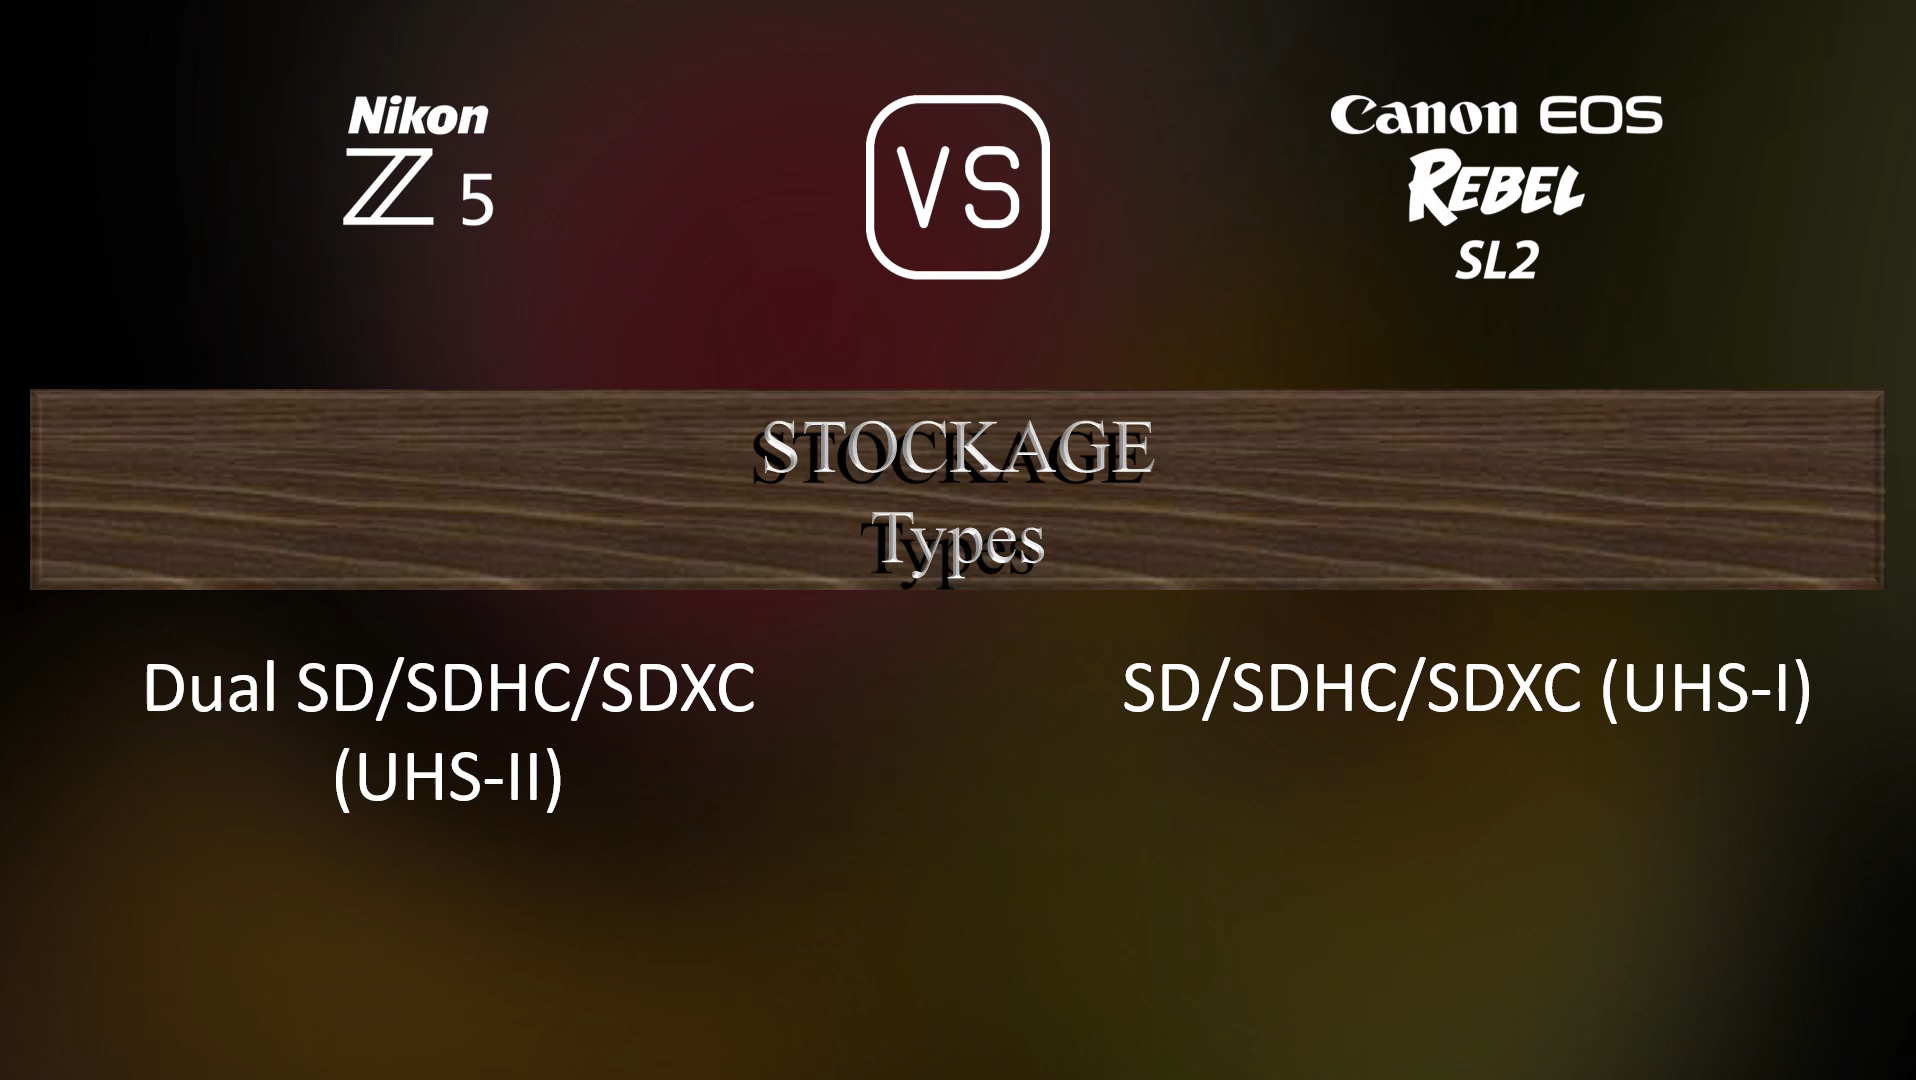 Nikon
Z 5
VS
Canon EOS
REBEL
SL2
STOCKAGE
Types
Dual SD/SDHC/SDXC
(UHS-II)
SD/SDHC/SDXC (UHS-I)